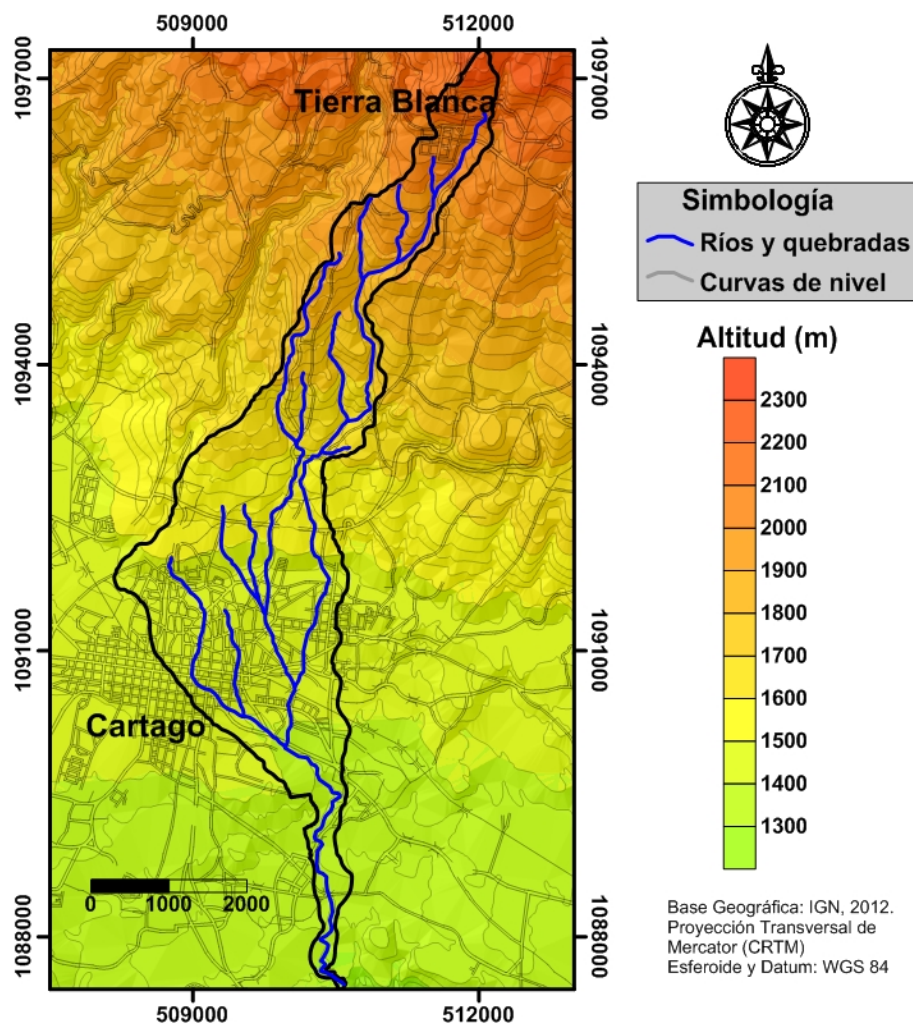 509000
512000
1097000
1097000
Tierra Blanca
Simbología
Ríos y quebradas
Curvas de nivel
Altitud (m)
1094000
1094000
2300
2200
2100
2000
1900
1800
1700
1600
1500
1400
1300
1091000
1091000
Cartago
0 1000 2000
1088000
1088000
Base Geográfica: IGN, 2012.
Proyección Transversal de
Mercator (CRTM)
Esferoide y Datum: WGS 84
509000
512000